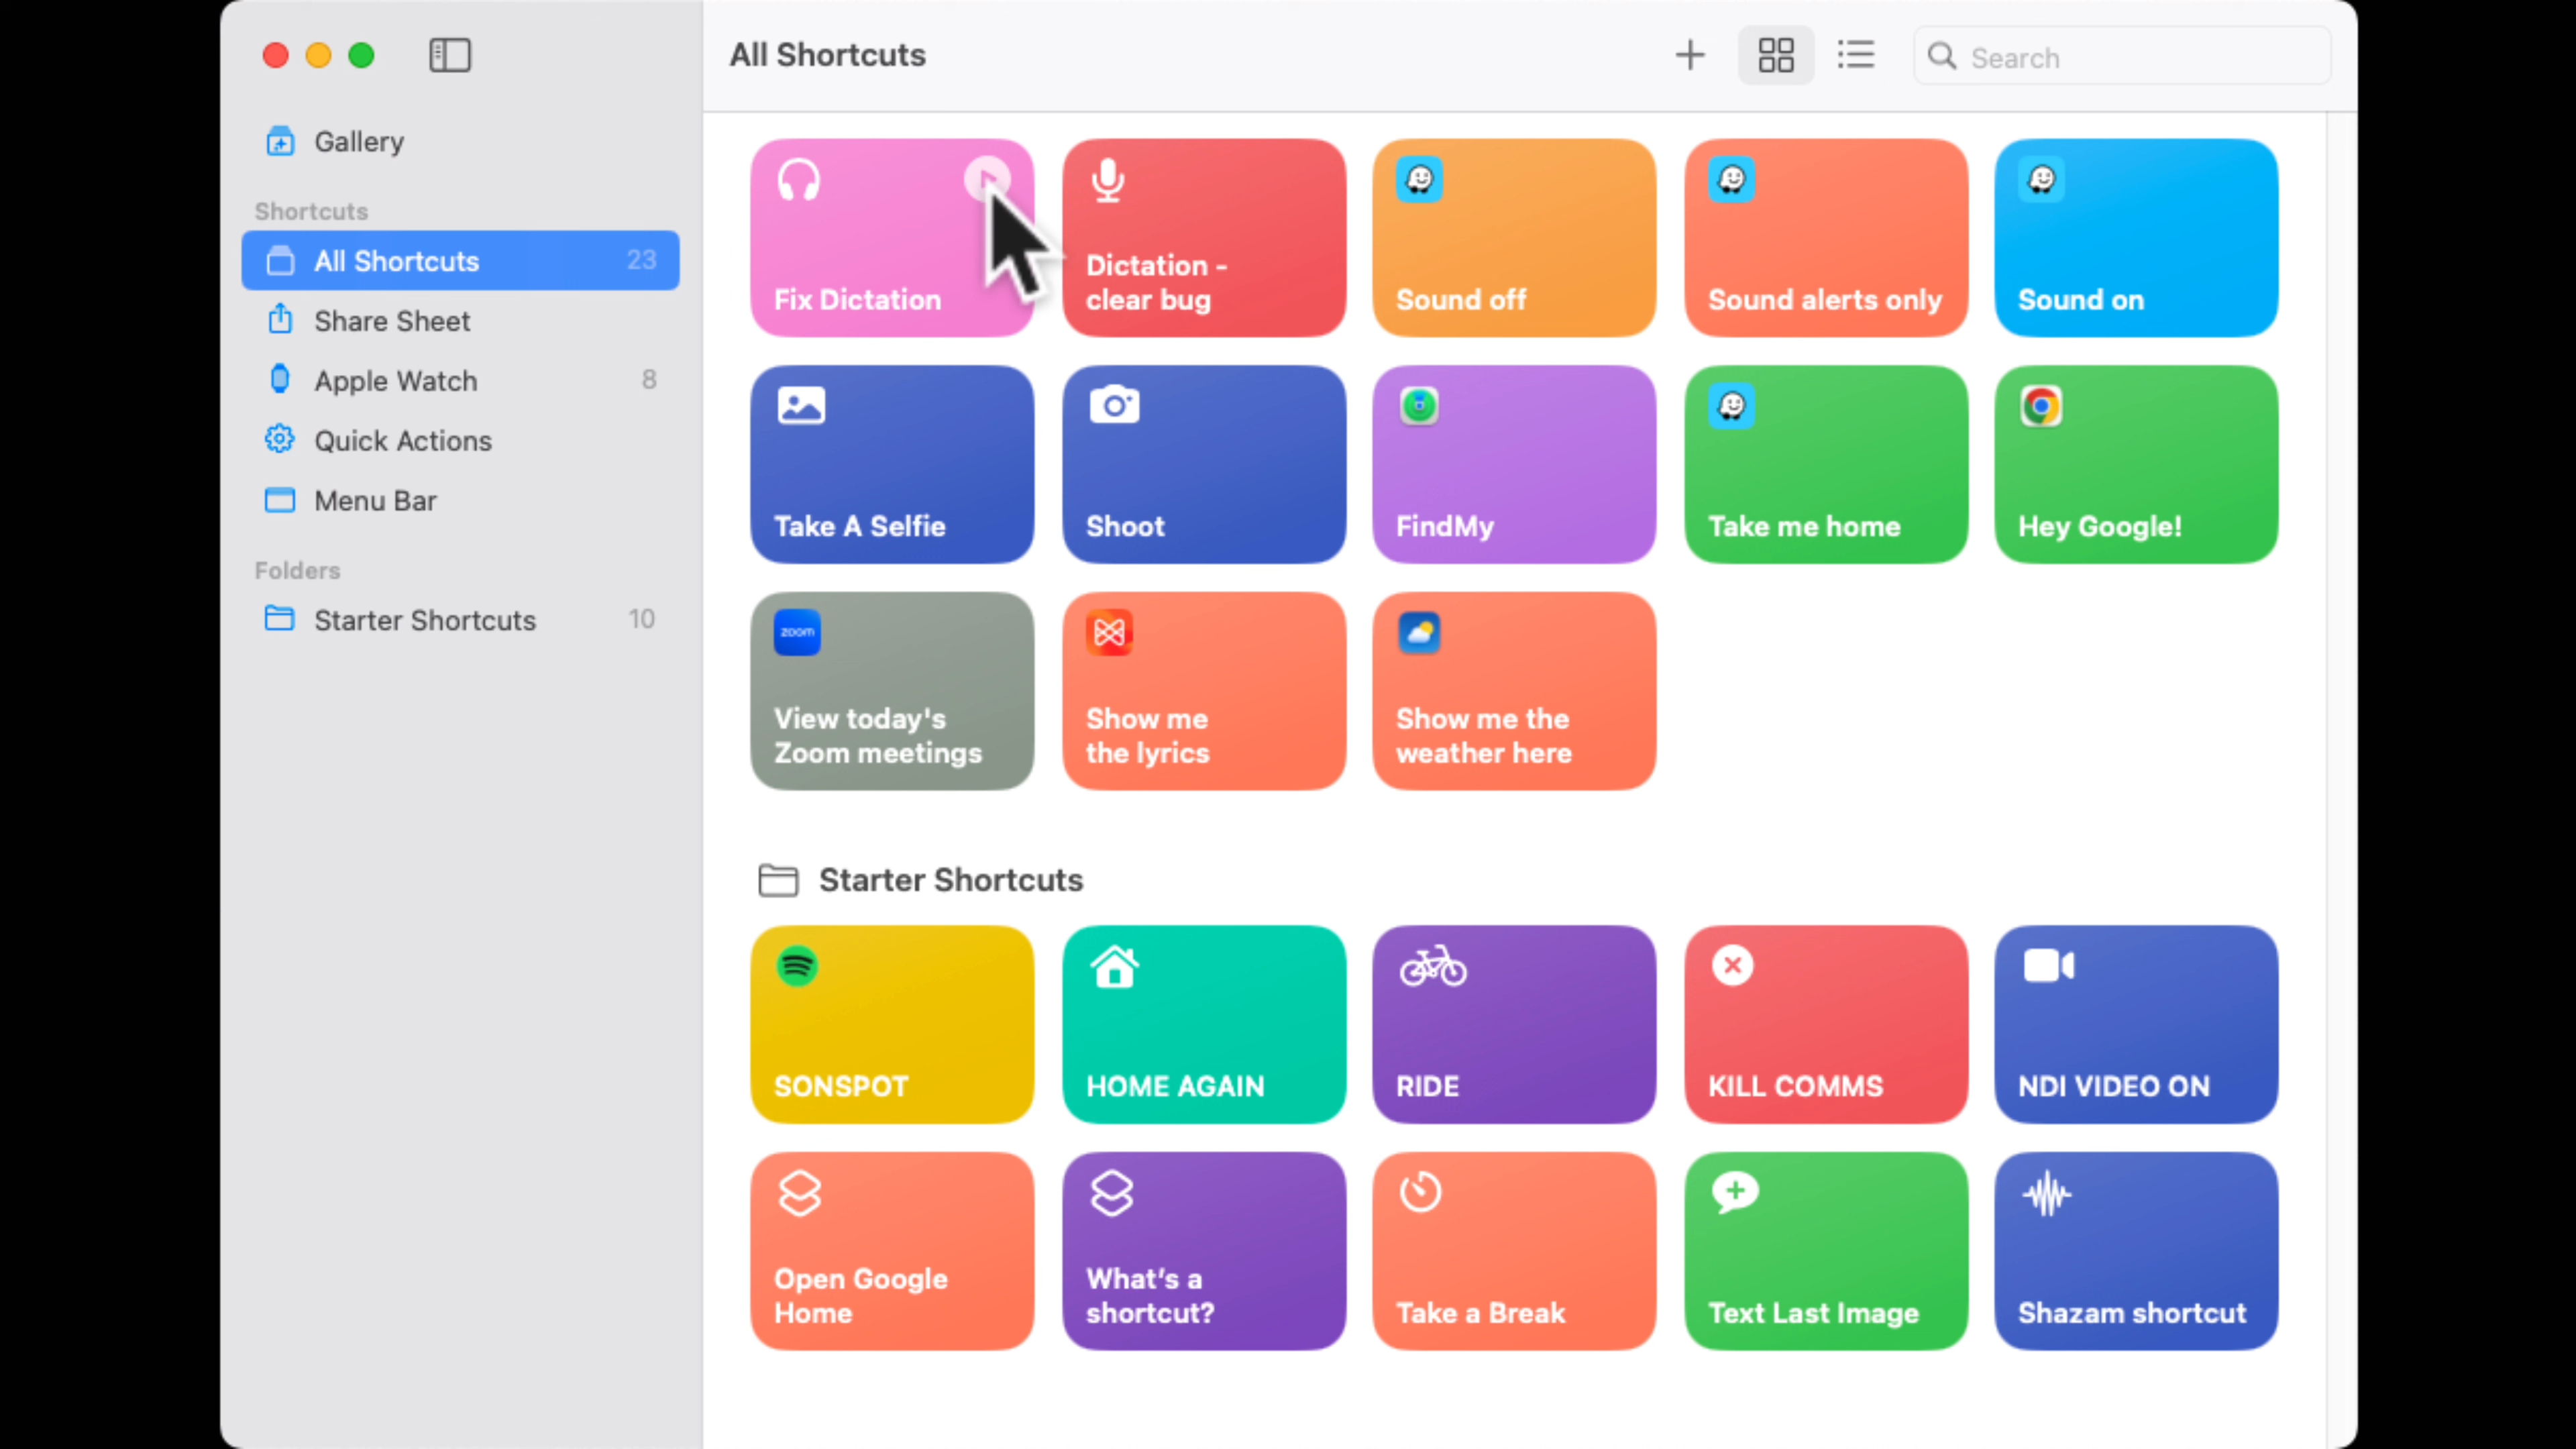 All Shortcuts
Search
Gallery
Shortcuts
All Shortcuts 23
Share Sheet
Apple Watch 8
Quick Actions
Menu Bar
Folders
Starter Shortcuts 10
Fix Dictation
Dictation -
clear bug
Sound off
Sound alerts only
Sound on
Take A Selfie
Shoot
FindMy
Take me home
Hey Google!
zoom
View today's
Zoom meetings
Show me
the lyrics
Show me the
weather here
Starter Shortcuts
SONSPOT
HOME AGAIN
RIDE
KILL COMMS
NDI VIDEO ON
Open Google
Home
What's a
shortcut?
Take a Break
Text Last Image
Shazam shortcut